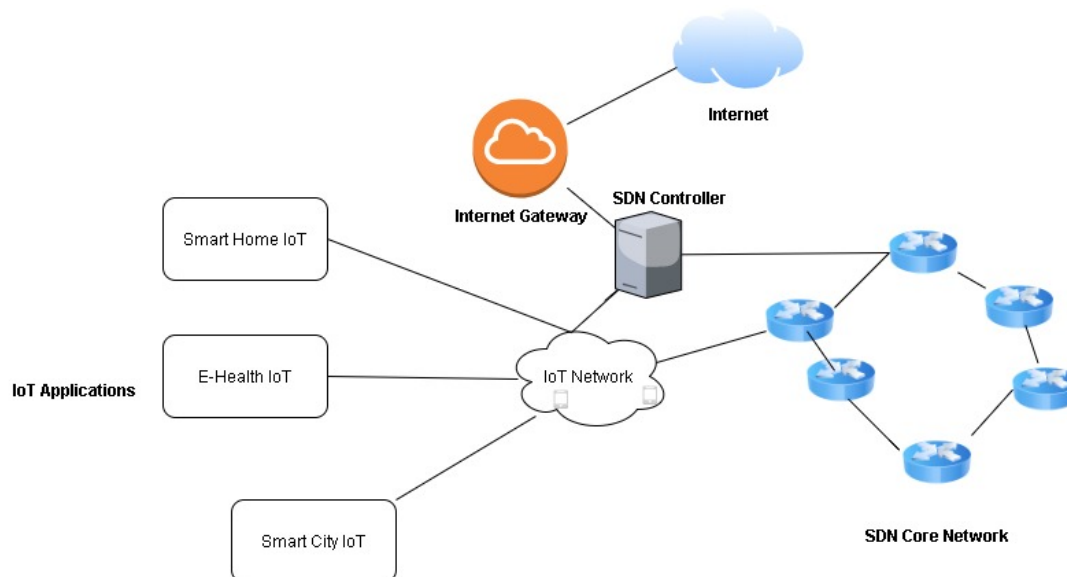 Internet
Internet Gateway
SDN Controller
Smart Home IoT
E-Health IoT
IoT Network
IoT Applications
Smart City IoT
SDN Core Network